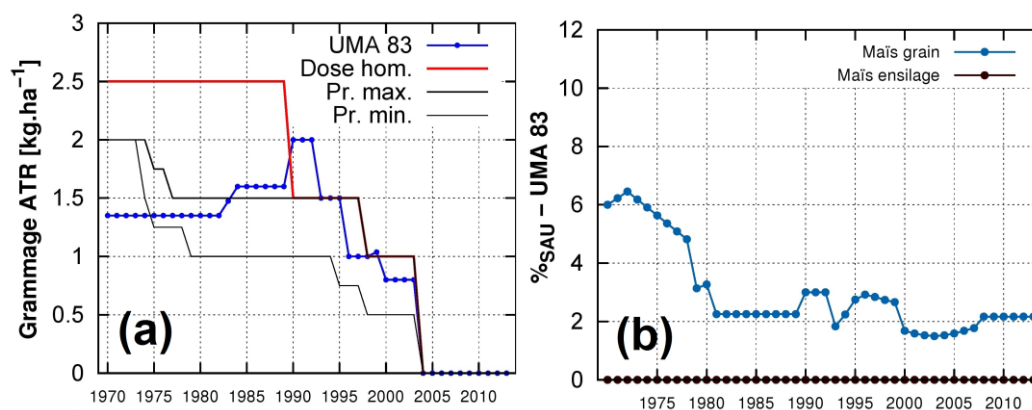 Grammage ATR [kg.ha⁻¹]
3
2.5
2
1.5
1
0.5
0
UMA 83
Dose hom.
Pr. max.
Pr. min.
(a)
1970 1975 1980 1985 1990 1995 2000 2005 2010
%SAU – UMA 83
12
10
8
6
4
2
0
Maïs grain
Maïs ensilage
(b)
1975 1980 1985 1990 1995 2000 2005 2010